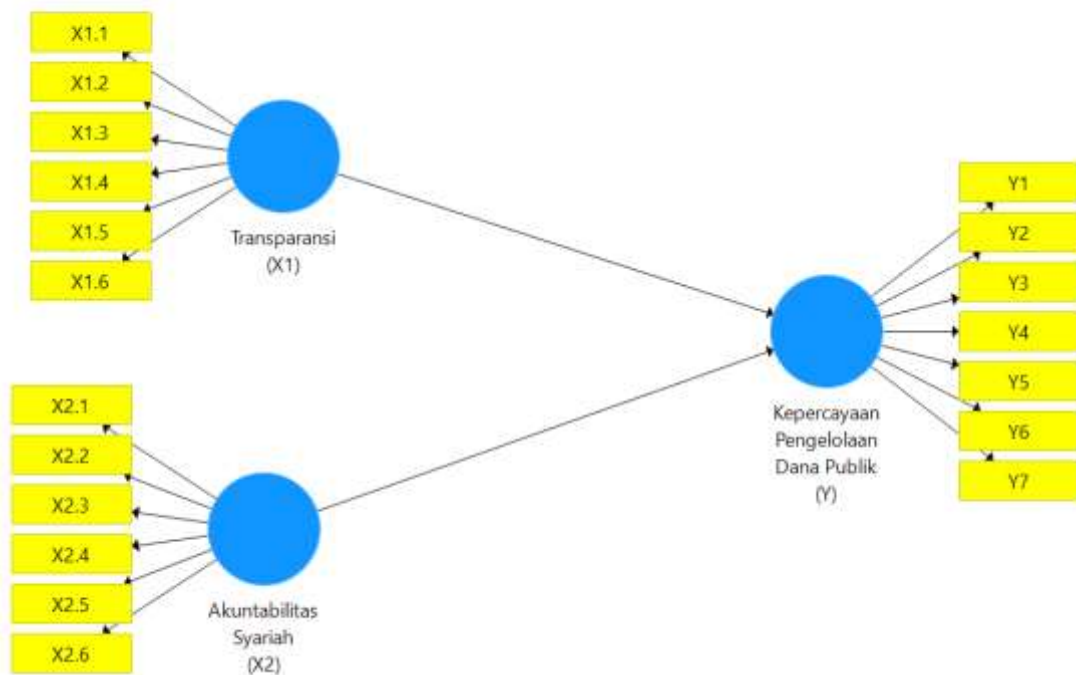 X1.1
X1.2
X1.3
X1.4
X1.5
X1.6
Transparansi
(X1)
X2.1
X2.2
X2.3
X2.4
X2.5
X2.6
Akuntabilitas
Syariah
(X2)
Kepercayaan
Pengelolaan
Dana Publik
(Y)
Y1
Y2
Y3
Y4
Y5
Y6
Y7